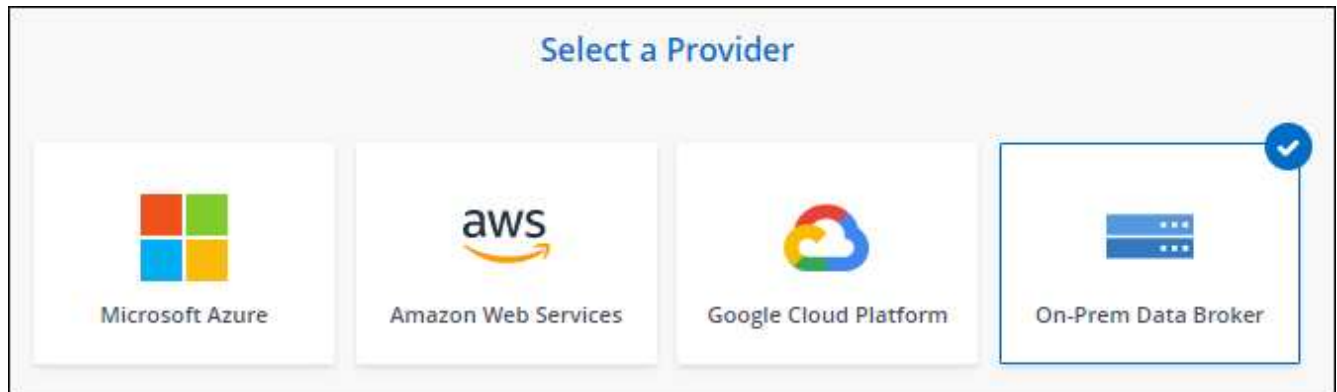 Select a Provider
aws
Microsoft Azure
Amazon Web Services
Google Cloud Platform
On-Prem Data Broker